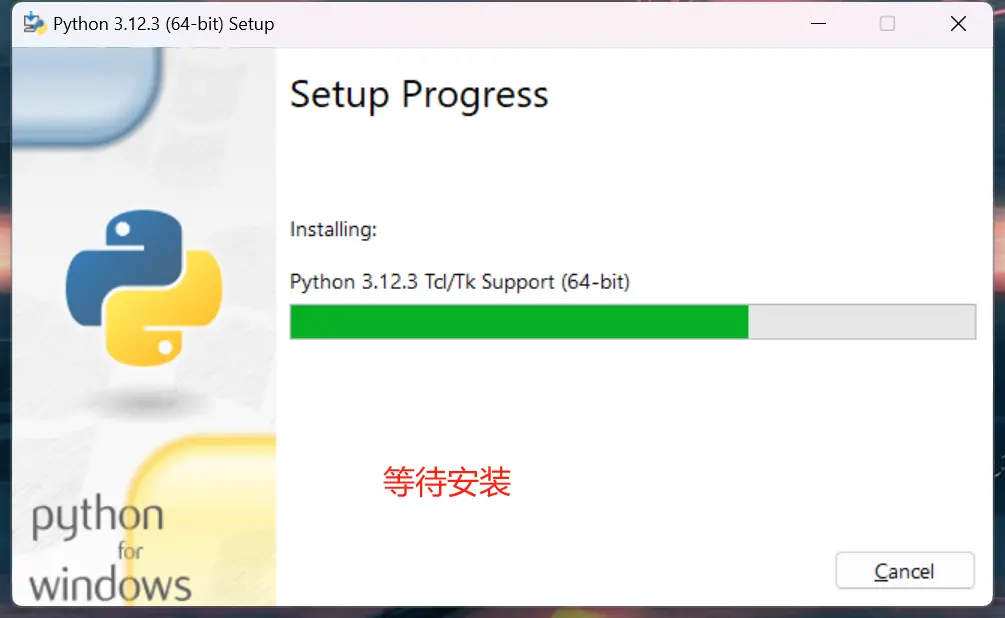 Python 3.12.3 (64-bit) Setup
Setup Progress
Installing:
Python 3.12.3 Tcl/Tk Support (64-bit)
等待安装
python
for
windows
Cancel